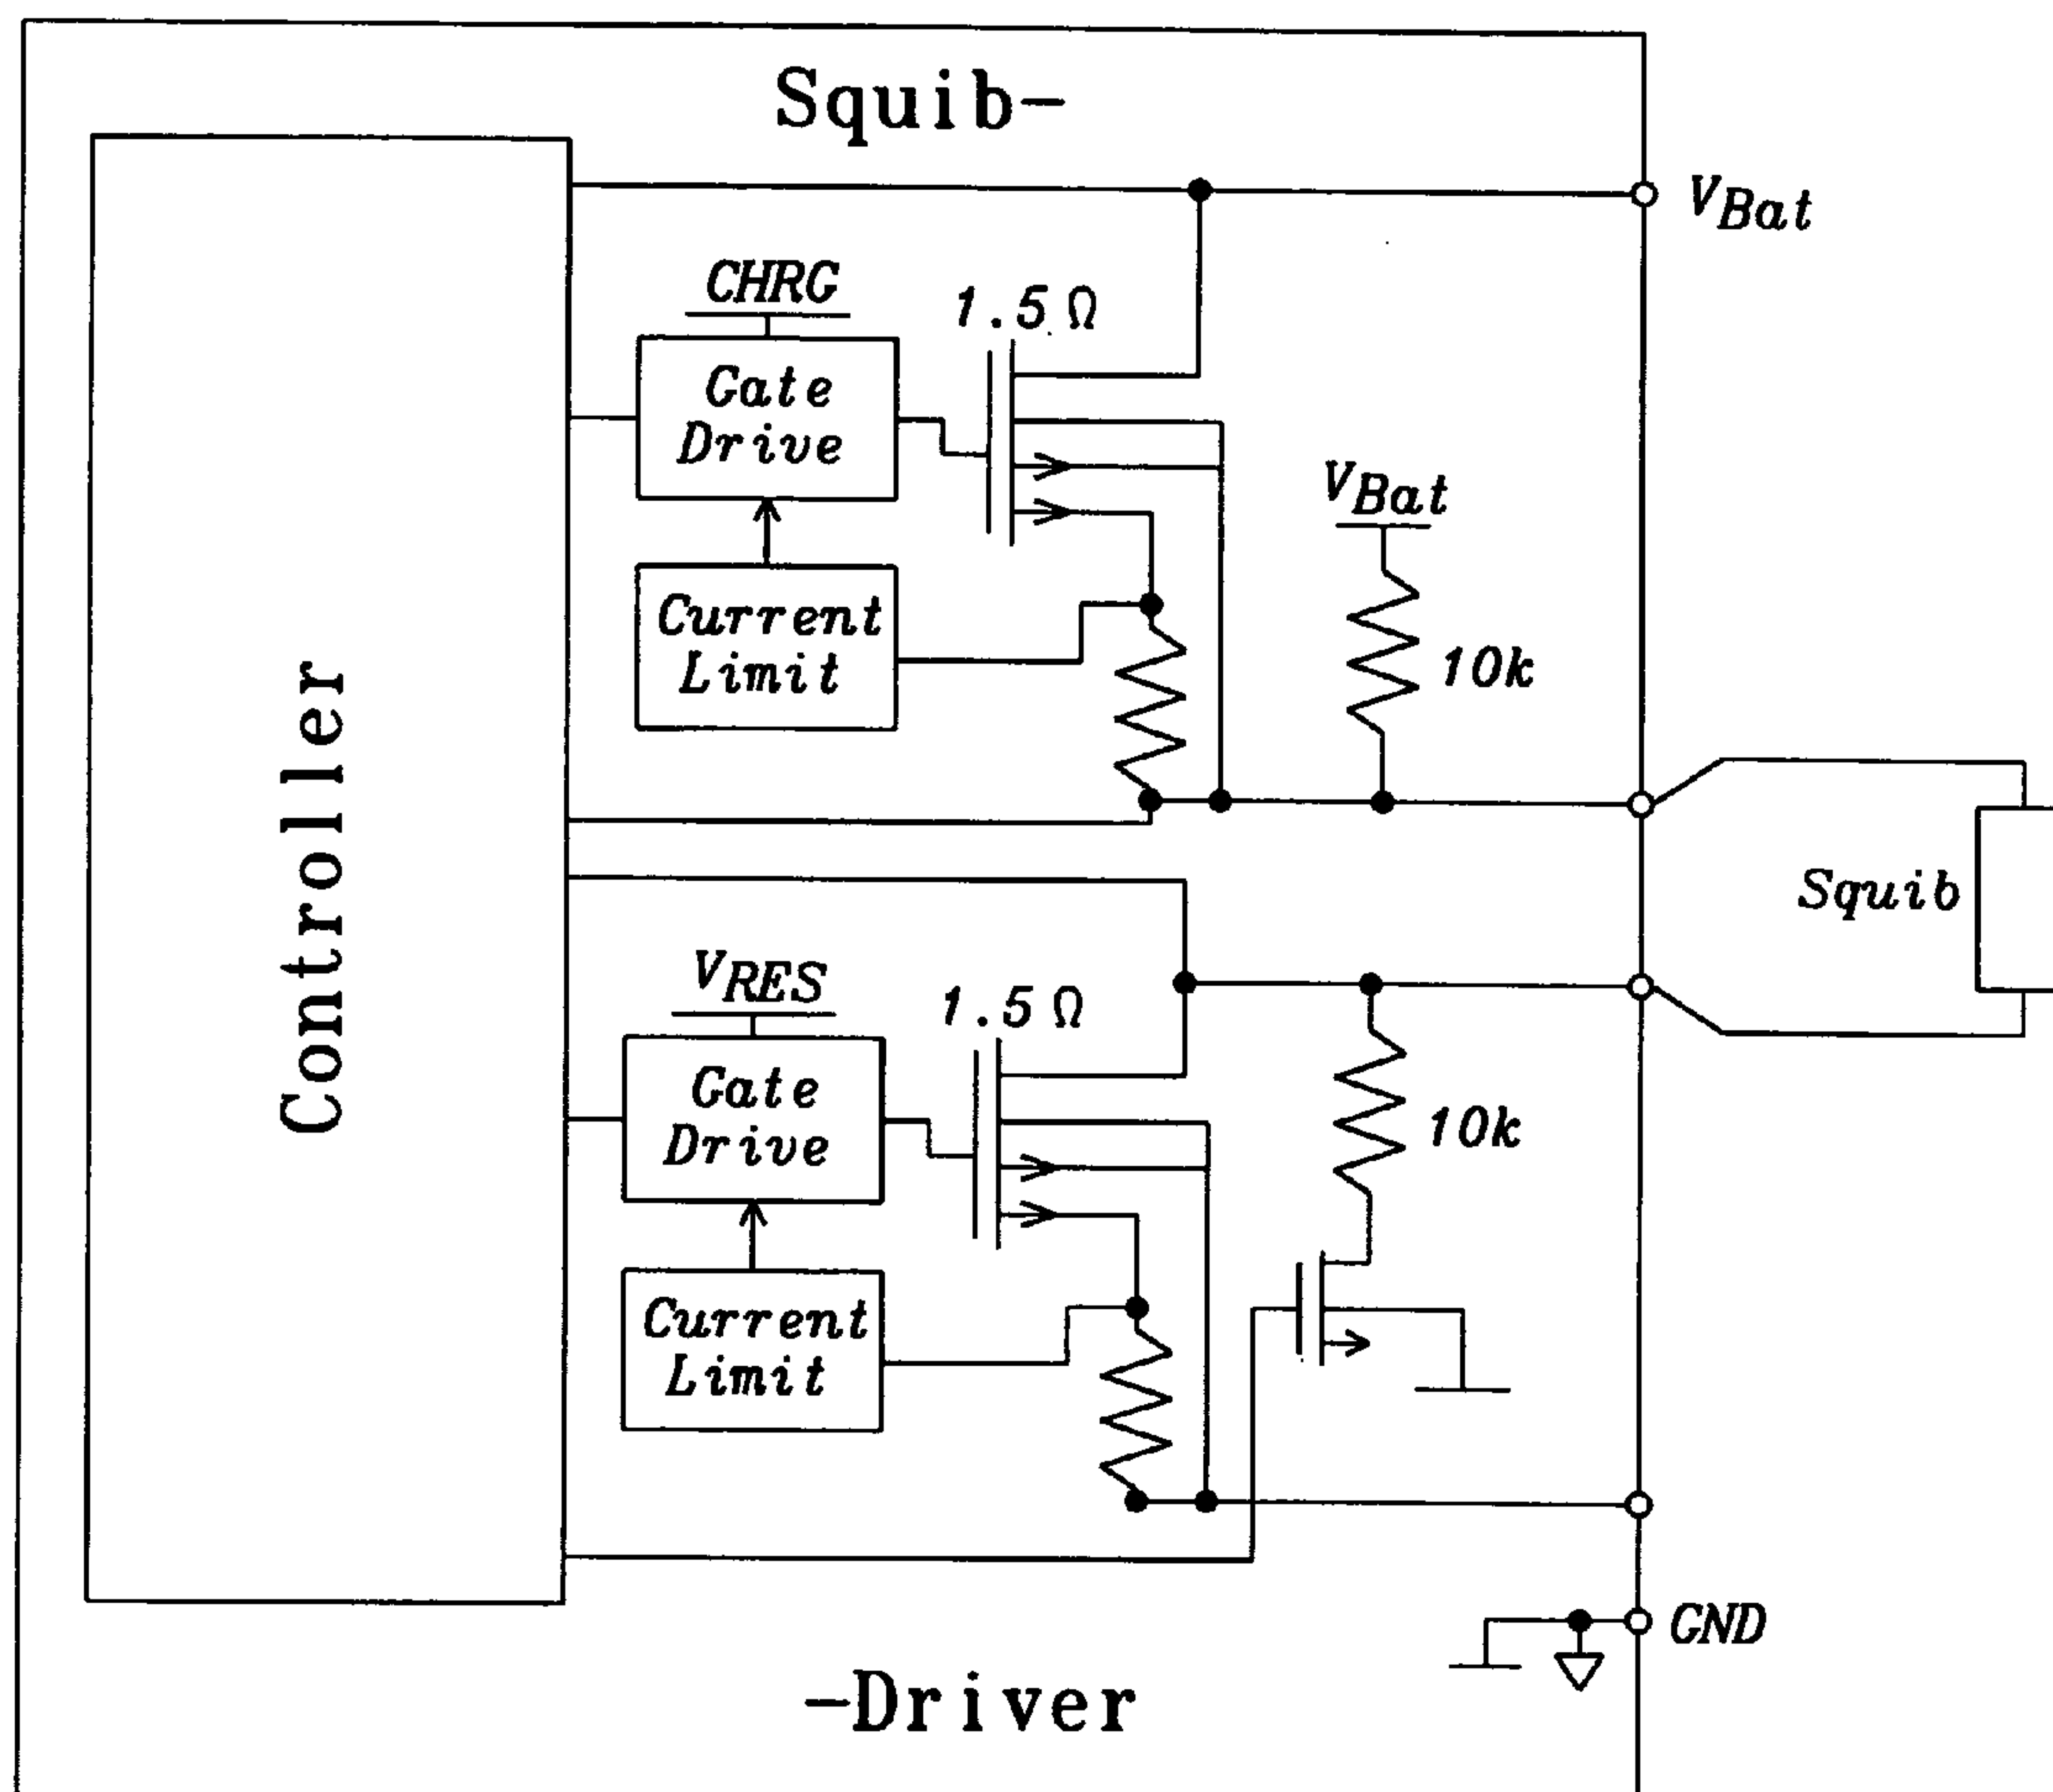 Squib-
VBat
CHRG
1.5Ω
Gate
Drive
VBat
Current
Limit
10k
Controller
Squib
VRES
1.5Ω
Gate
Drive
10k
Current
Limit
GND
-Driver